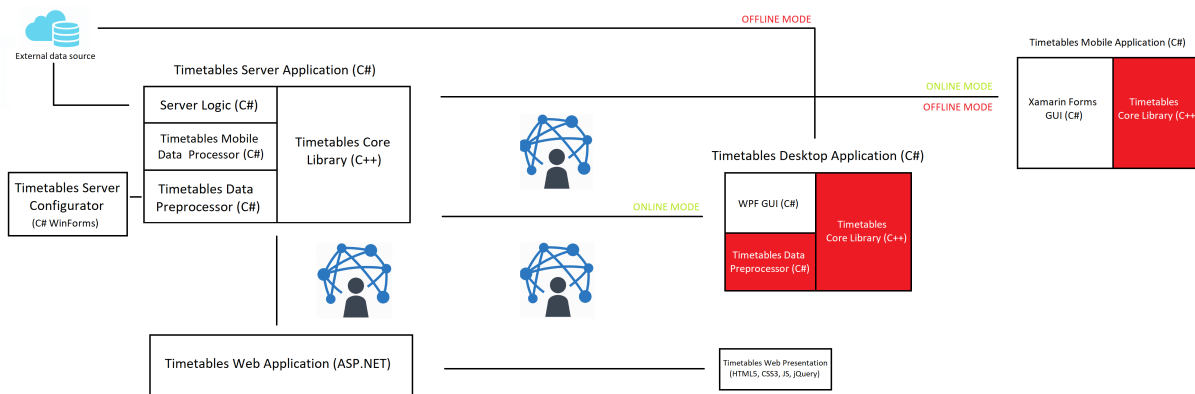 OFFLINE MODE
External data source
Timetables Server Application (C#)
Server Logic (C#)
Timetables Mobile
Data Processor (C#)
Timetables Data
Preprocessor (C#)
Timetables Core
Library (C++)
Timetables Server
Configurator
(C# WinForms)
ONLINE MODE
OFFLINE MODE
Timetables Mobile Application (C#)
Xamarin Forms
GUI (C#)
Timetables
Core Library (C++)
ONLINE MODE
Timetables Desktop Application (C#)
WPF GUI (C#)
Timetables Data
Preprocessor (C#)
Timetables
Core Library (C++)
Timetables Web Application (ASP.NET)
Timetables Web Presentation
(HTML5, CSS3, JS, jQuery)